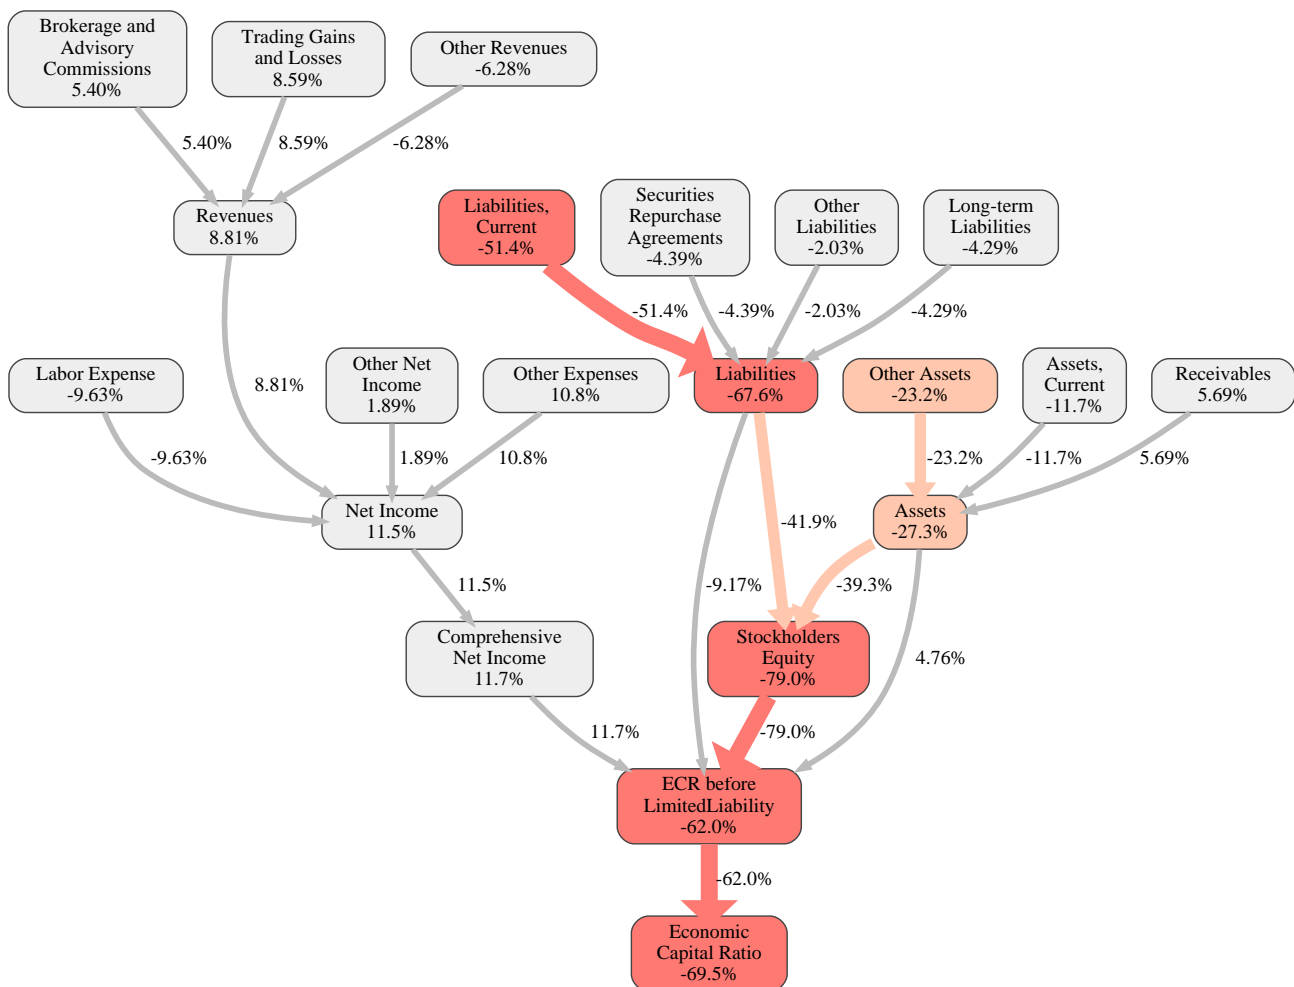 Brokerage and
Advisory
Commissions
5.40%
Trading Gains
and Losses
8.59%
Other Revenues
-6.28%
5.40%
8.59%
-6.28%
Revenues
8.81%
Liabilities,
Current
-51.4%
Securities
Repurchase
Agreements
-4.39%
Other
Liabilities
-2.03%
Long-term
Liabilities
-4.29%
-51.4%
-4.39%
-2.03%
-4.29%
Labor Expense
-9.63%
8.81%
Other Net
Income
1.89%
Other Expenses
10.8%
Liabilities
-67.6%
Other Assets
-23.2%
Assets,
Current
-11.7%
Receivables
5.69%
-9.63%
1.89%
10.8%
-23.2%
-11.7%
5.69%
Net Income
11.5%
-41.9%
Assets
-27.3%
11.5%
-9.17%
-39.3%
Comprehensive
Net Income
11.7%
Stockholders
Equity
-79.0%
4.76%
11.7%
-79.0%
ECR before
LimitedLiability
-62.0%
-62.0%
Economic
Capital Ratio
-69.5%